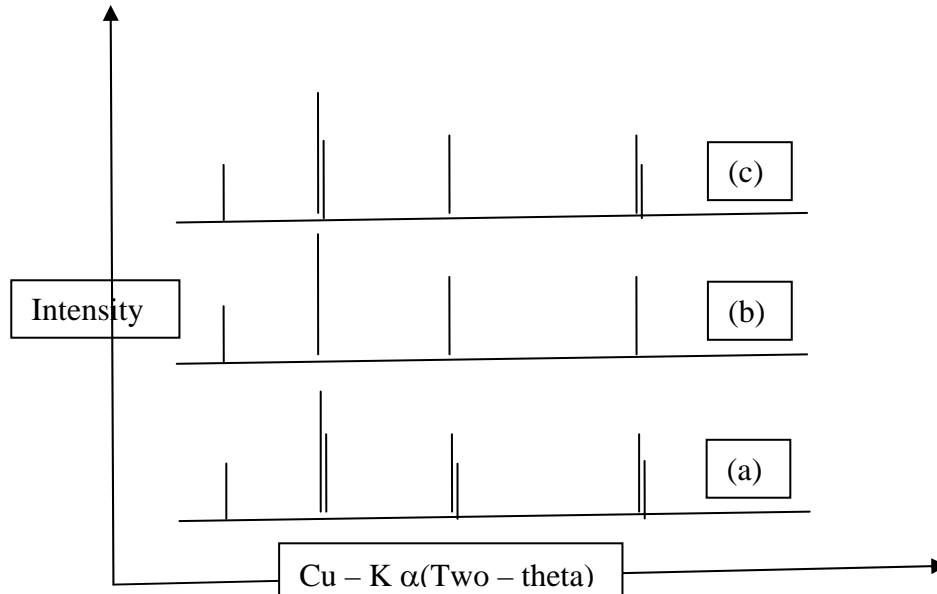 (c)
Intensity
(b)
(a)
Cu – K α(Two – theta)